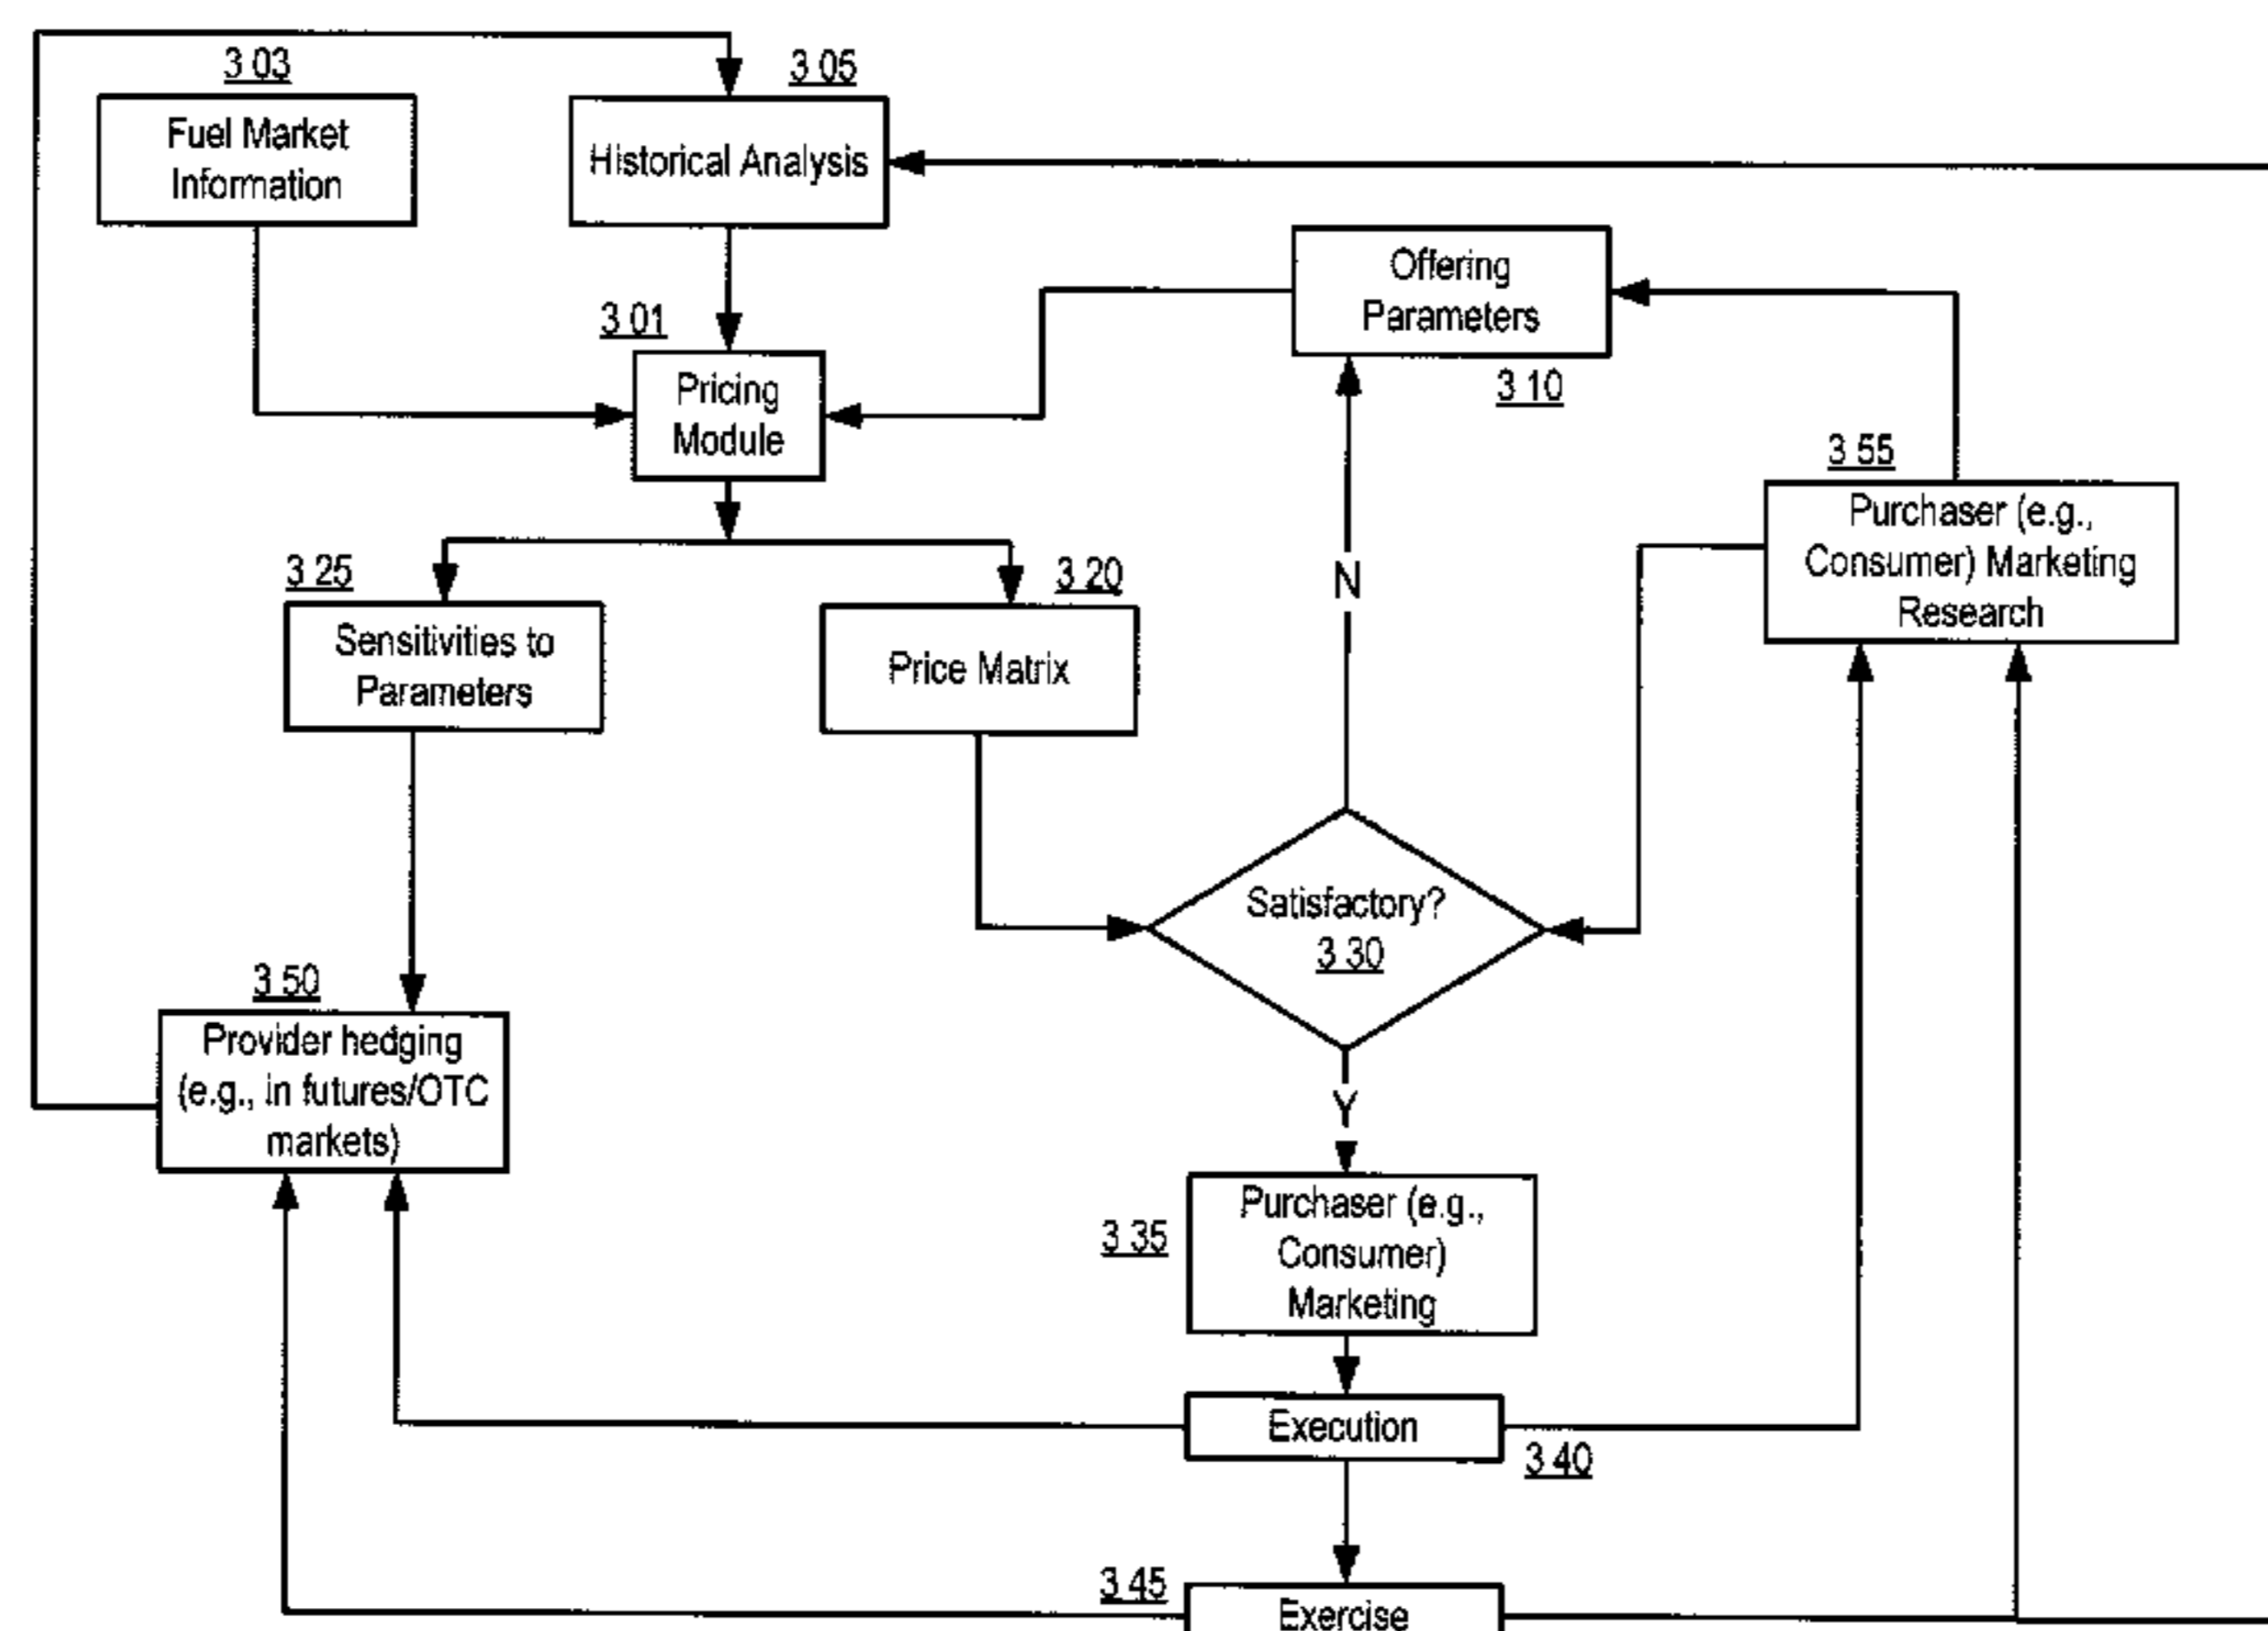 3 03
Fuel Market
Information
3 05
Historical Analysis
3 01
Pricing
Module
Offering
Parameters
3 10
3 55
Purchaser (e.g.,
Consumer) Marketing
Research
3 25
Sensitivities to
Parameters
3 20
Price Matrix
N
Satisfactory?
3 30
Y
3 50
Provider hedging
(e.g., in futures/OTC
markets)
3 35
Purchaser (e.g.,
Consumer)
Marketing
Execution
3 40
3 45
Exercise